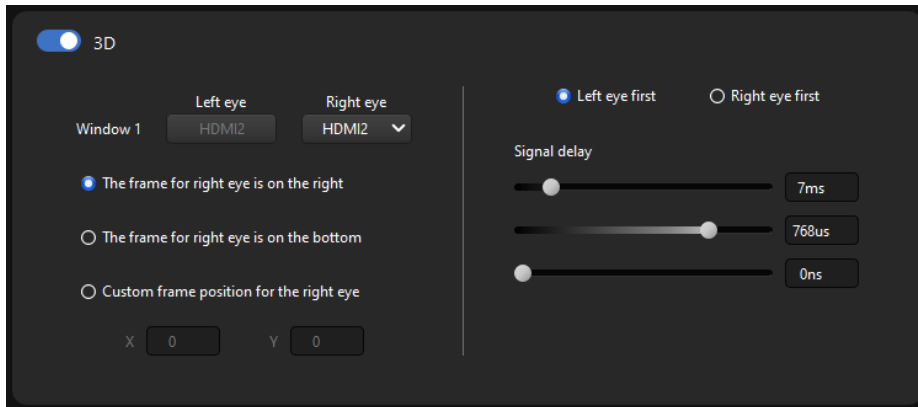 3D
Left eye Right eye
Window 1 HDMI2 HDMI2
The frame for right eye is on the right
The frame for right eye is on the bottom
Custom frame position for the right eye
X 0 Y 0
Left eye first Right eye first
Signal delay
7ms
768us
0ns